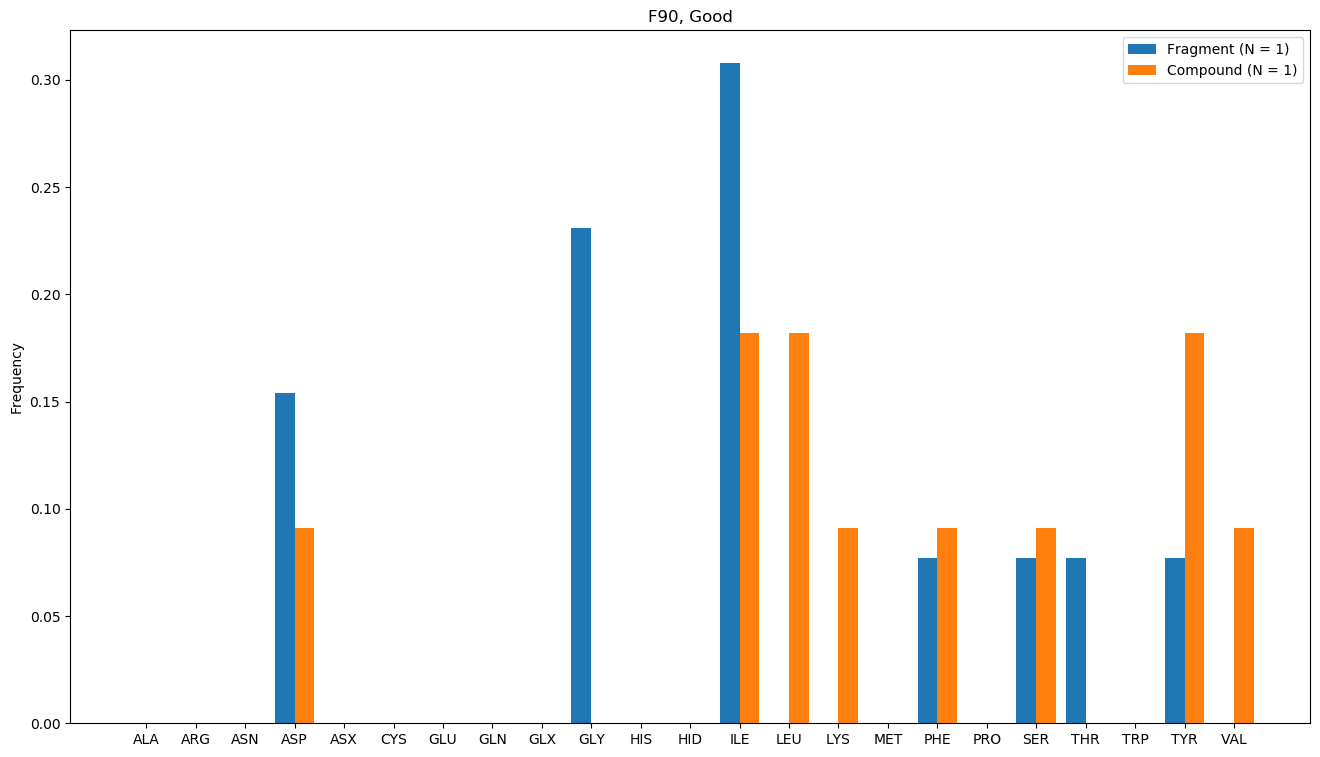 F90, Good
Fragment (N = 1)
Compound (N = 1)
Frequency
0.30
0.25
0.20
0.15
0.10
0.05
0.00
ALA ARG ASN ASP ASX CYS GLU GLN GLX GLY HIS HID ILE LEU LYS MET PHE PRO SER THR TRP TYR VAL